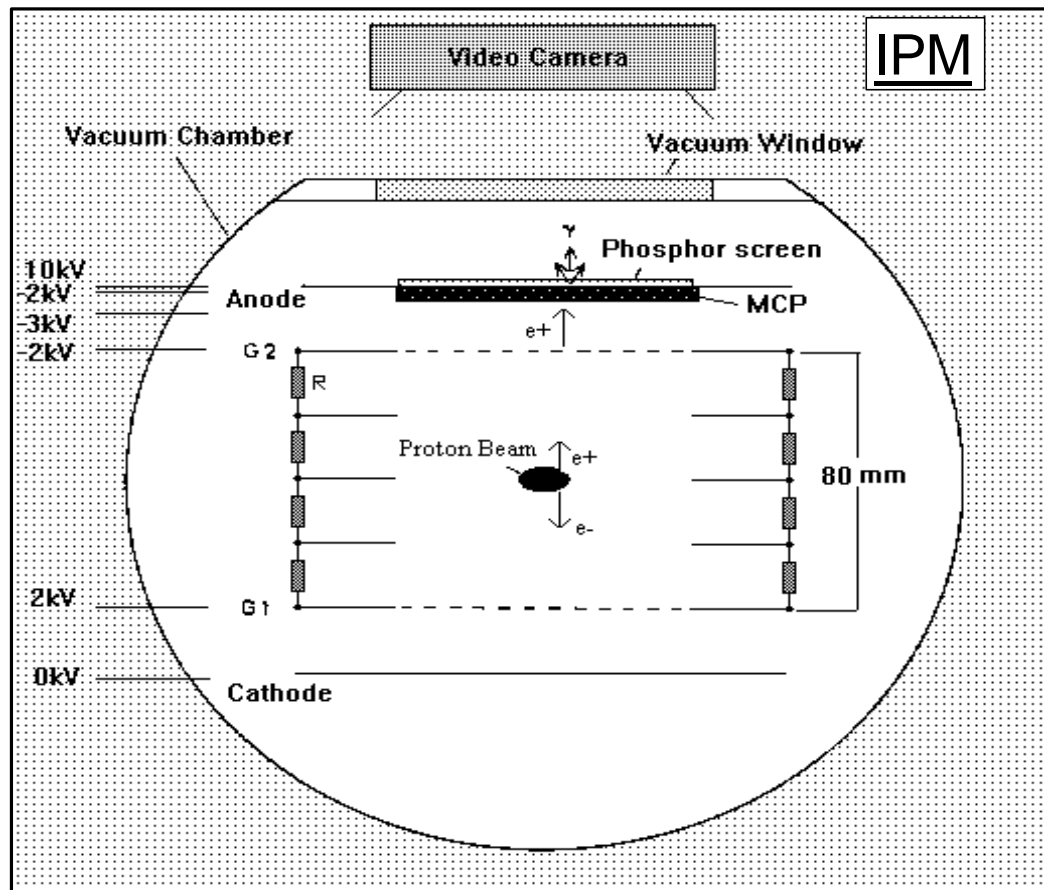 Video Camera
IPM
Vacuum Chamber
Vacuum Window
γ
Phosphor screen
10kV
-2kV
Anode
MCP
-3kV
e+
-2kV
G2
R
Proton Beam
e+
80 mm
e-
2kV
G1
0kV
Cathode